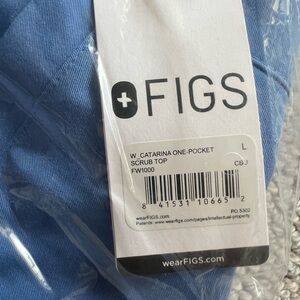 FIGS
W_CATARINA ONE-POCKET L
SCRUB TOP CBU
FW1000
8 41531 10665 2
wearFIGS.com PO 5302
Patents: www.wearfigs.com/pages/intellectual-property
wearFIGS.com